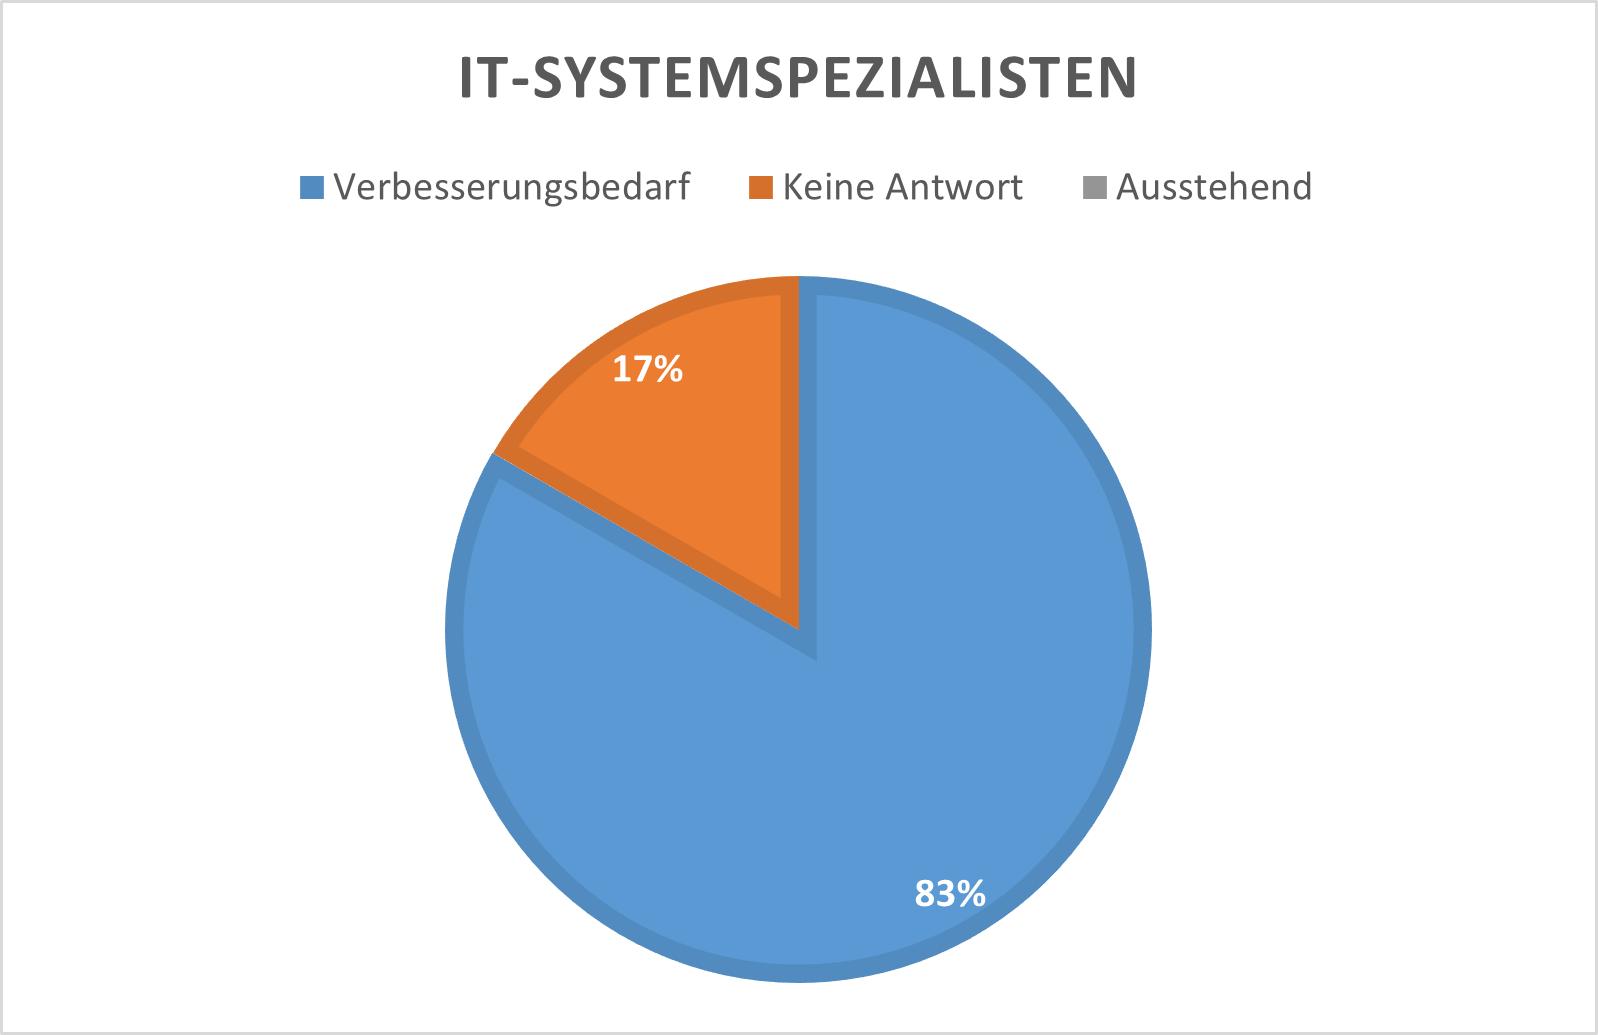 IT-SYSTEMSPEZIALISTEN
Verbesserungsbedarf Keine Antwort Ausstehend
17%
83%